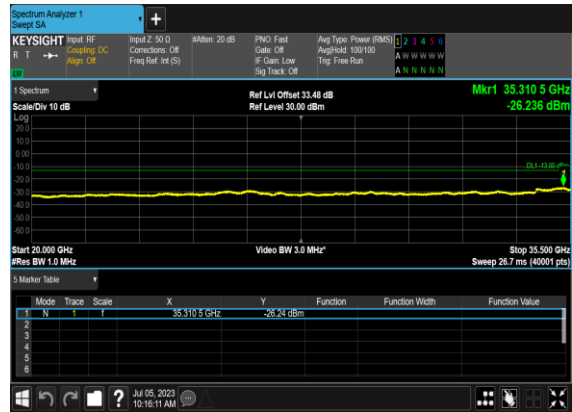 Spectrum Analyzer 1
Swept SA
+
KEYSIGHT Input: RF
R T
Coupling: DC
Align: Off
Input Z: 50 Ω
Corrections: Off
Freq Ref: Int (S)
#Atten: 20 dB
PNO: Fast
Gate: Off
IF Gain: Low
Sig Track: Off
Avg Type: Power (RMS)
Avg|Hold: 100/100
Trig: Free Run
1 2 3 4 5 6
A W W W W W
A N N N N N
1 Spectrum
Scale/Div 10 dB
Ref Lvl Offset 33.48 dB
Ref Level 30.00 dBm
Mkr1 35.310 5 GHz
-26.236 dBm
Log
20.0
10.0
0.00
-10.0
-20.0
-30.0
-40.0
-50.0
-60.0
DL1 -13.00 dBm
1
Start 20.000 GHz
#Res BW 1.0 MHz
Video BW 3.0 MHz*
Stop 35.500 GHz
Sweep 26.7 ms (40001 pts)
5 Marker Table
Mode Trace Scale X Y Function Function Width Function Value
1 N 1 f 35.310 5 GHz -26.24 dBm
2
3
4
5
6
? Jul 05, 2023
10:16:11 AM